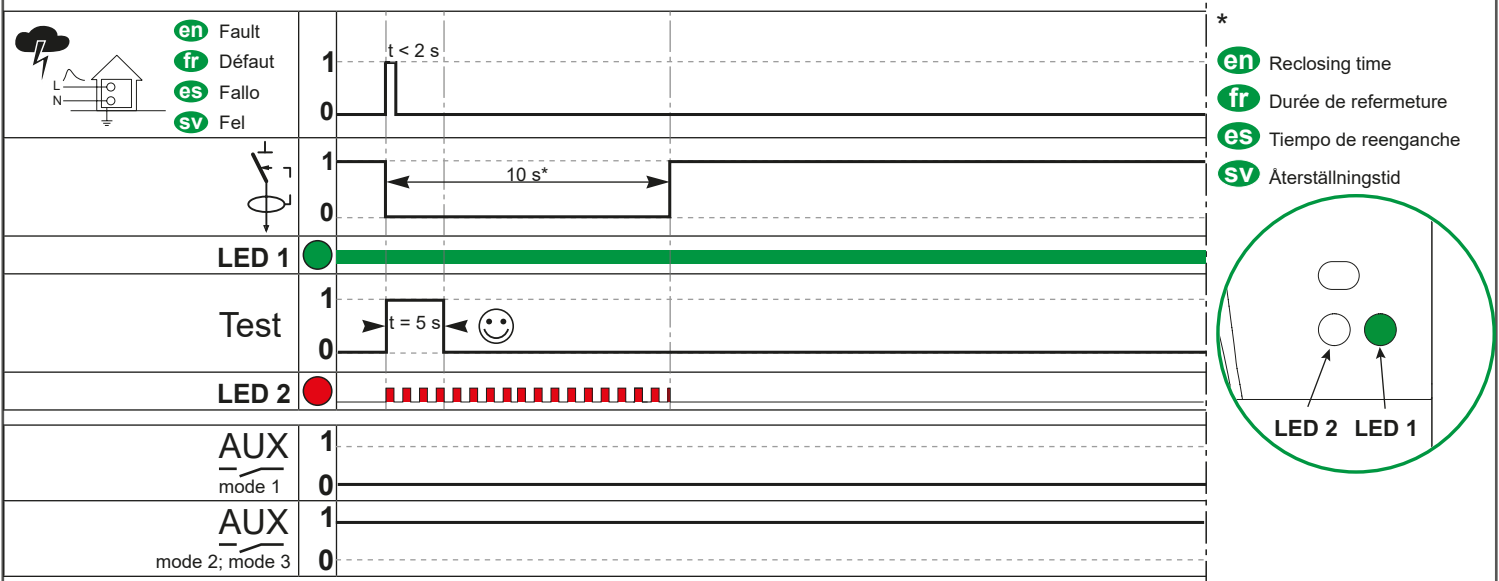 en Fault
fr Défaut
es Fallo
sv Fel
L
N
1
t < 2 s
0
1
10 s*
0
LED 1
Test
1
t = 5 s
0
LED 2
AUX
mode 1
1
0
AUX
mode 2; mode 3
1
0
*
en Reclosing time
fr Durée de refermeture
es Tiempo de reenganche
sv Återställningstid
LED 2 LED 1